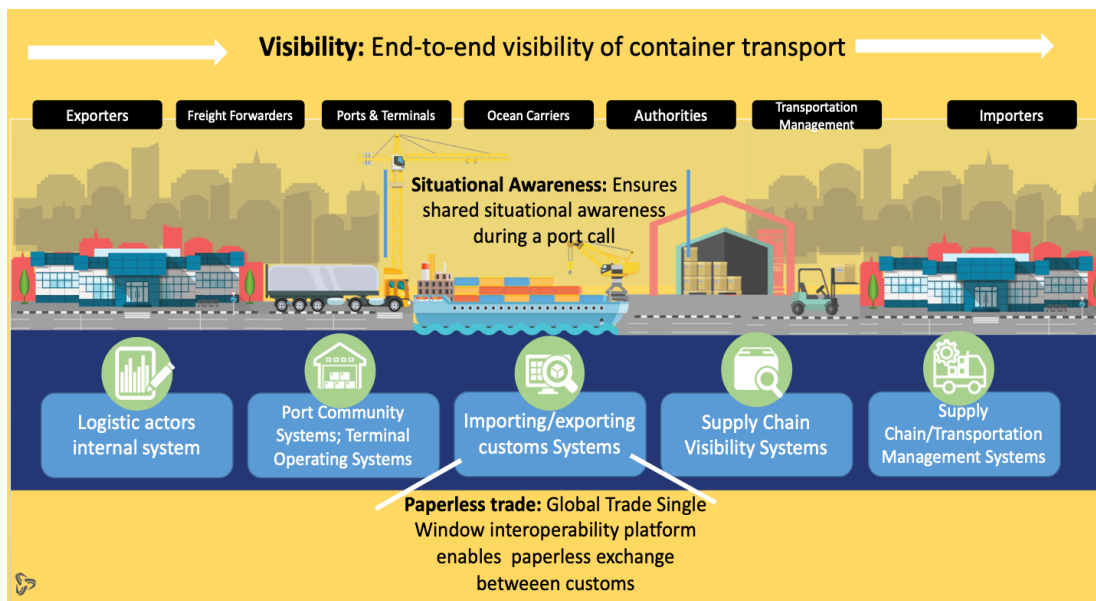 Visibility: End-to-end visibility of container transport
Exporters
Freight Forwarders
Ports & Terminals
Ocean Carriers
Authorities
Transportation
Management
Importers
Situational Awareness: Ensures
shared situational awareness
during a port call
Logistic actors
internal system
Port Community
Systems; Terminal
Operating Systems
Importing/exporting
customs Systems
Supply Chain
Visibility Systems
Supply
Chain/Transportation
Management Systems
Paperless trade: Global Trade Single
Window interoperability platform
enables paperless exchange
betweeen customs